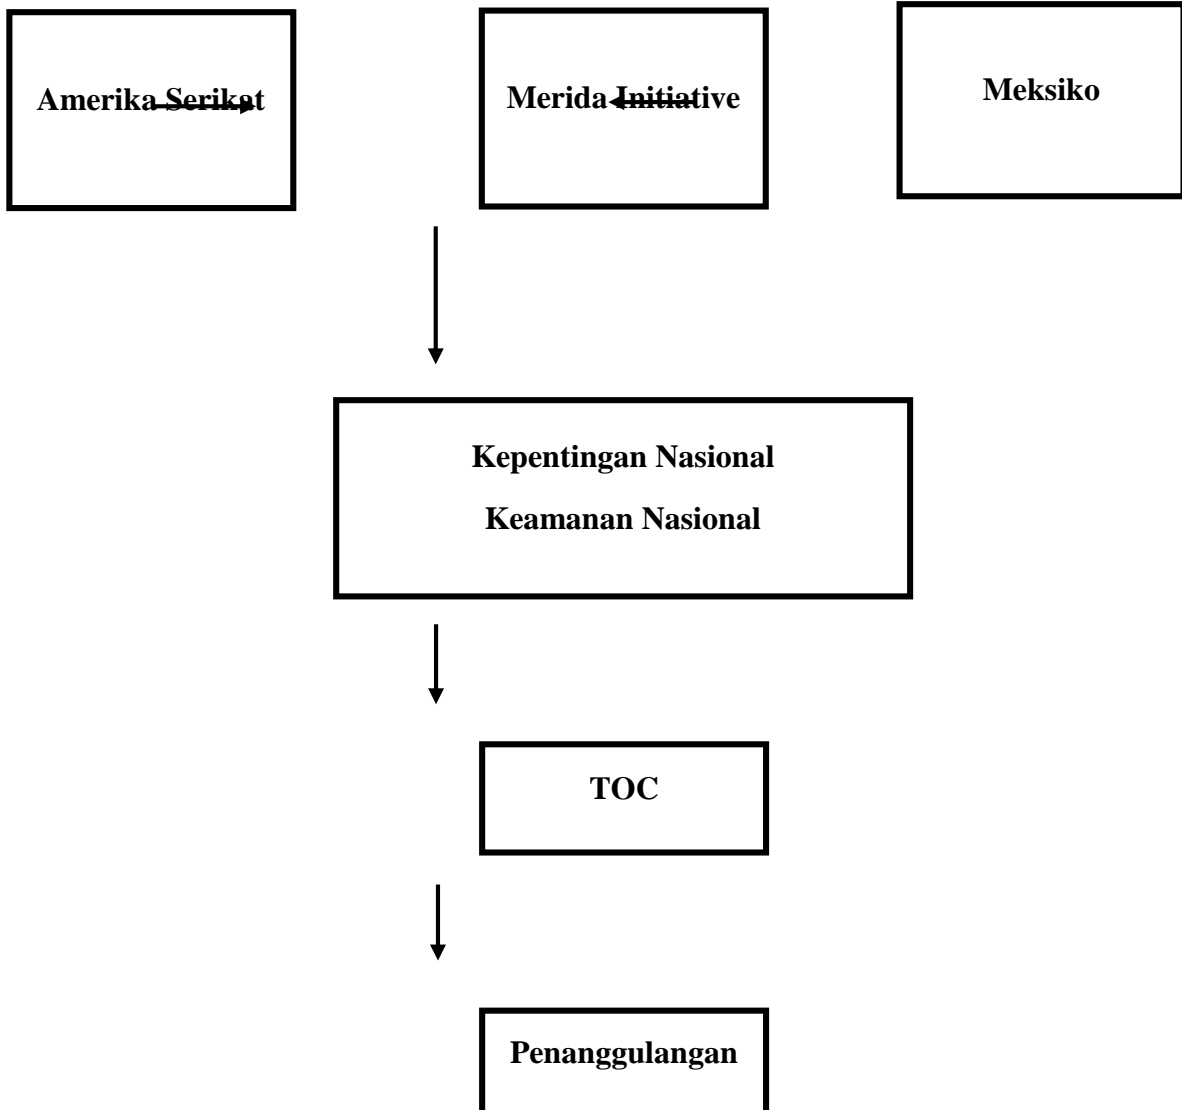 Amerika Serikat
Merida Initiative
Meksiko
Kepentingan Nasional
Keamanan Nasional
TOC
Penanggulangan